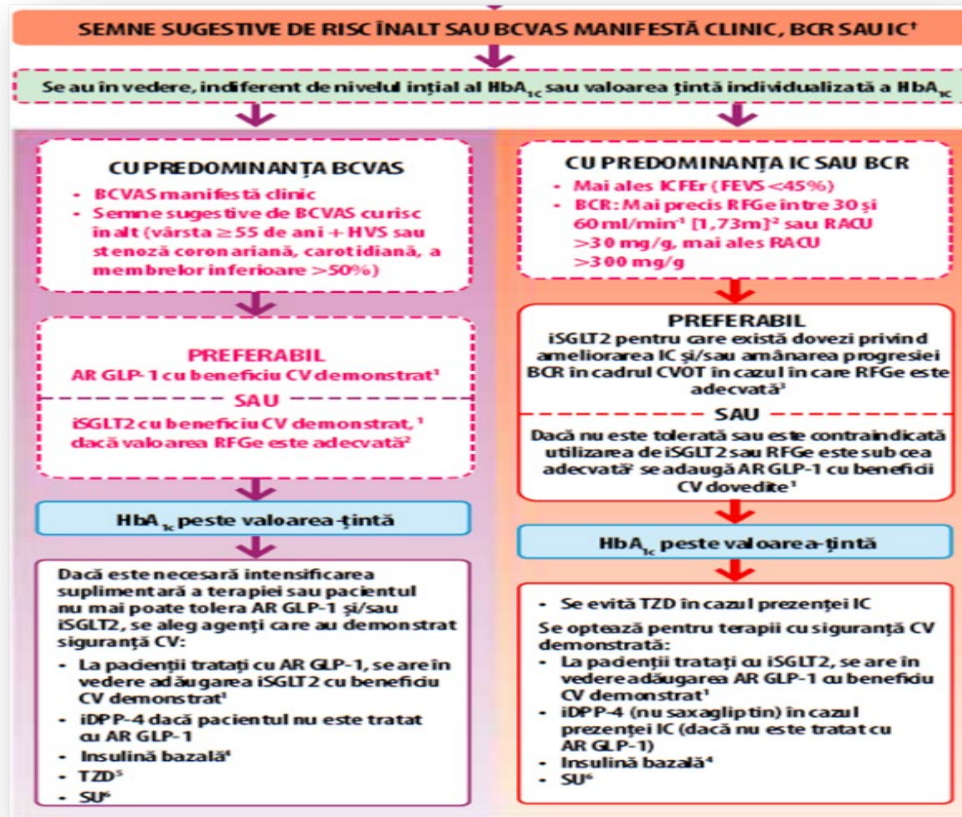 SEMNE SUGESTIVE DE RISC ÎNALT SAU BCVAS MANIFESTĂ CLINIC, BCR SAU IC†
Se au în vedere, indiferent de nivelul ințial al HbA1C sau valoarea țintă individualizată a HbA1C
CU PREDOMINANȚA BCVAS
• BCVAS manifestă clinic
• Semne sugestive de BCVAS cu risc
înalt (vârsta ≥ 55 de ani + HVS sau
stenoză coronariană, carotidiană, a
membrelor inferioare >50%)
PREFERABIL
AR GLP-1 cu beneficiu CV demonstrat¹
SAU
iSGLT2 cu beneficiu CV demonstrat,¹
dacă valoarea RFGe este adecvată²
HbA1c peste valoarea-țintă
Dacă este necesară intensificarea
suplimentară a terapiei sau pacientul
nu mai poate tolera AR GLP-1 și/sau
iSGLT2, se aleg agenți care au demonstrat
siguranță CV:
• La pacienții tratați cu AR GLP-1, se are în
vedere adăugarea iSGLT2 cu beneficiu
CV demonstrat¹
• iDPP-4 dacă pacientul nu este tratat
cu AR GLP-1
• Insulină bazală⁴
• TZD⁵
• SU⁶
CU PREDOMINANȚA IC SAU BCR
• Mai ales ICFEr (FEVS <45%)
• BCR: Mai precis RFGe între 30 și
60 ml/min⁻¹ [1,73m]⁻² sau RACU
>30 mg/g, mai ales RACU
>300 mg/g
PREFERABIL
iSGLT2 pentru care există dovezi privind
ameliorarea IC și/sau amânarea progresiei
BCR în cadrul CVOT în cazul în care RFGe este
adecvată³
SAU
Dacă nu este tolerată sau este contraindicată
utilizarea de iSGLT2 sau RFGe este sub cea
adecvată² se adaugă AR GLP-1 cu beneficii
CV dovedite¹
HbA1c peste valoarea-țintă
• Se evită TZD în cazul prezenței IC
Se optează pentru terapii cu siguranță CV
demonstrată:
• La pacienții tratați cu iSGLT2, se are în
vedere adăugarea AR GLP-1 cu beneficiu
CV demonstrat¹
• iDPP-4 (nu saxagliptin) în cazul
prezenței IC (dacă nu este tratat cu
AR GLP-1)
• Insulină bazală⁴
• SU⁶